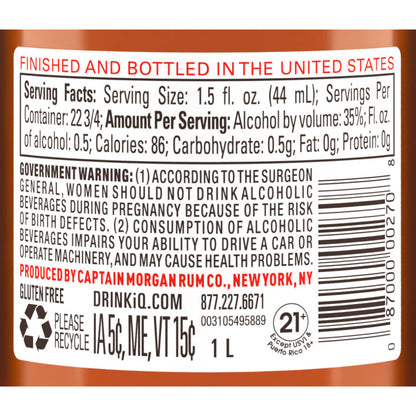 FINISHED AND BOTTLED IN THE UNITED STATES
Serving Facts: Serving Size: 1.5 fl. oz. (44 mL); Servings Per
Container: 22 3/4; Amount Per Serving: Alcohol by volume: 35%; Fl. oz.
of alcohol: 0.5; Calories: 86; Carbohydrate: 0.5g; Fat: 0g; Protein: 0g
GOVERNMENT WARNING: (1) ACCORDING TO THE SURGEON
GENERAL, WOMEN SHOULD NOT DRINK ALCOHOLIC
BEVERAGES DURING PREGNANCY BECAUSE OF THE RISK
OF BIRTH DEFECTS. (2) CONSUMPTION OF ALCOHOLIC
BEVERAGES IMPAIRS YOUR ABILITY TO DRIVE A CAR OR
OPERATE MACHINERY, AND MAY CAUSE HEALTH PROBLEMS.
PRODUCED BY CAPTAIN MORGAN RUM CO., NEW YORK, NY
GLUTEN FREE DRINKiQ.COM 877.227.6671
003105495889
PLEASE
RECYCLE
IA 5¢, ME, VT 15¢ 1 L
21+
Except USVI &
Puerto Rico 18+
0 87000 00270 8